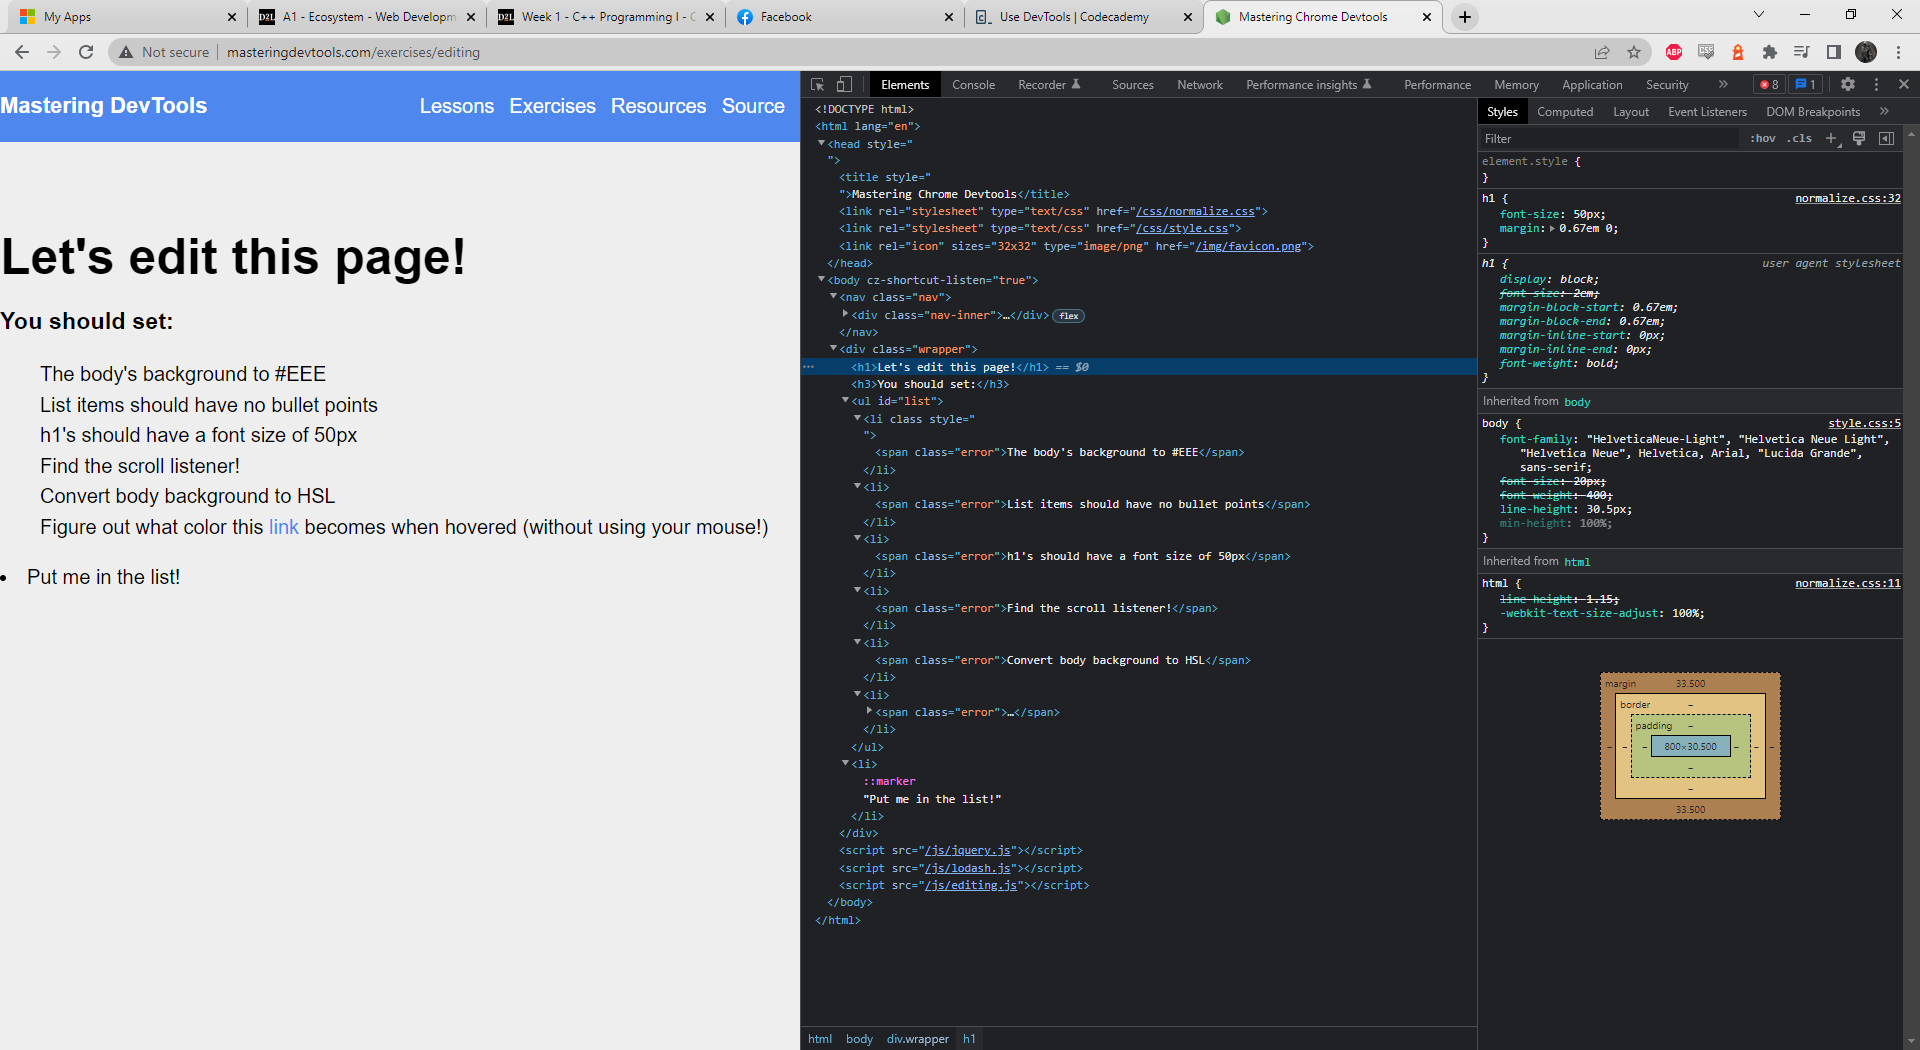 My Apps
A1 - Ecosystem - Web Developm
Week 1 - C++ Programming I - C
Facebook
Use DevTools | Codecademy
Mastering Chrome Devtools
Not secure | masteringdevtools.com/exercises/editing
Mastering DevTools
Lessons Exercises Resources Source
Let's edit this page!
You should set:
The body's background to #EEE
List items should have no bullet points
h1's should have a font size of 50px
Find the scroll listener!
Convert body background to HSL
Figure out what color this link becomes when hovered (without using your mouse!)
• Put me in the list!
Elements Console Recorder Sources Network Performance insights Performance Memory Application Security » 8 1
<!DOCTYPE html>
<html lang="en">
<head style="
">
<title style="
">Mastering Chrome Devtools</title>
<link rel="stylesheet" type="text/css" href="/css/normalize.css">
<link rel="stylesheet" type="text/css" href="/css/style.css">
<link rel="icon" sizes="32x32" type="image/png" href="/img/favicon.png">
</head>
<body cz-shortcut-listen="true">
<nav class="nav">
<div class="nav-inner">…</div> flex
</nav>
<div class="wrapper">
<h1>Let's edit this page!</h1> == $0
<h3>You should set:</h3>
<ul id="list">
<li class style="
">
<span class="error">The body's background to #EEE</span>
</li>
<li>
<span class="error">List items should have no bullet points</span>
</li>
<li>
<span class="error">h1's should have a font size of 50px</span>
</li>
<li>
<span class="error">Find the scroll listener!</span>
</li>
<li>
<span class="error">Convert body background to HSL</span>
</li>
<li>
<span class="error">…</span>
</li>
</ul>
<li>
::marker
"Put me in the list!"
</li>
</div>
<script src="/js/jquery.js"></script>
<script src="/js/lodash.js"></script>
<script src="/js/editing.js"></script>
</body>
</html>
html body div.wrapper h1
Styles Computed Layout Event Listeners DOM Breakpoints »
Filter :hov .cls +
element.style {
}
h1 { normalize.css:32
font-size: 50px;
margin: 0.67em 0;
}
h1 { user agent stylesheet
display: block;
font-size: 2em;
margin-block-start: 0.67em;
margin-block-end: 0.67em;
margin-inline-start: 0px;
margin-inline-end: 0px;
font-weight: bold;
}
Inherited from body
body { style.css:5
font-family: "HelveticaNeue-Light", "Helvetica Neue Light",
"Helvetica Neue", Helvetica, Arial, "Lucida Grande",
sans-serif;
font-size: 20px;
font-weight: 400;
line-height: 30.5px;
min-height: 100%;
}
Inherited from html
html { normalize.css:11
line-height: 1.15;
-webkit-text-size-adjust: 100%;
}
margin 33.500
border –
padding –
– – – 800×30.500 – – –
–
–
33.500